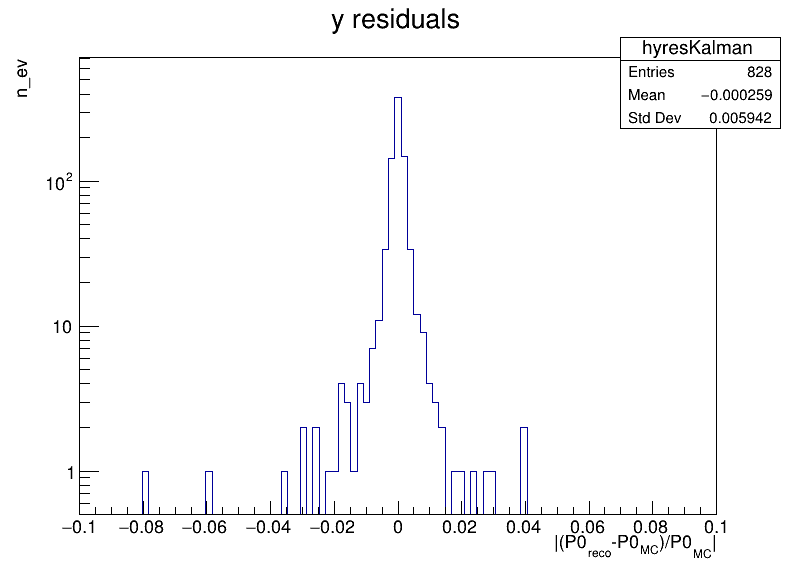 y residuals
hyresKalman
Entries 828
Mean −0.000259
Std Dev 0.005942
n_ev
10²
10
1
−0.1 −0.08 −0.06 −0.04 −0.02 0 0.02 0.04 0.06 0.08 0.1
|(P0reco-P0MC)/P0MC|